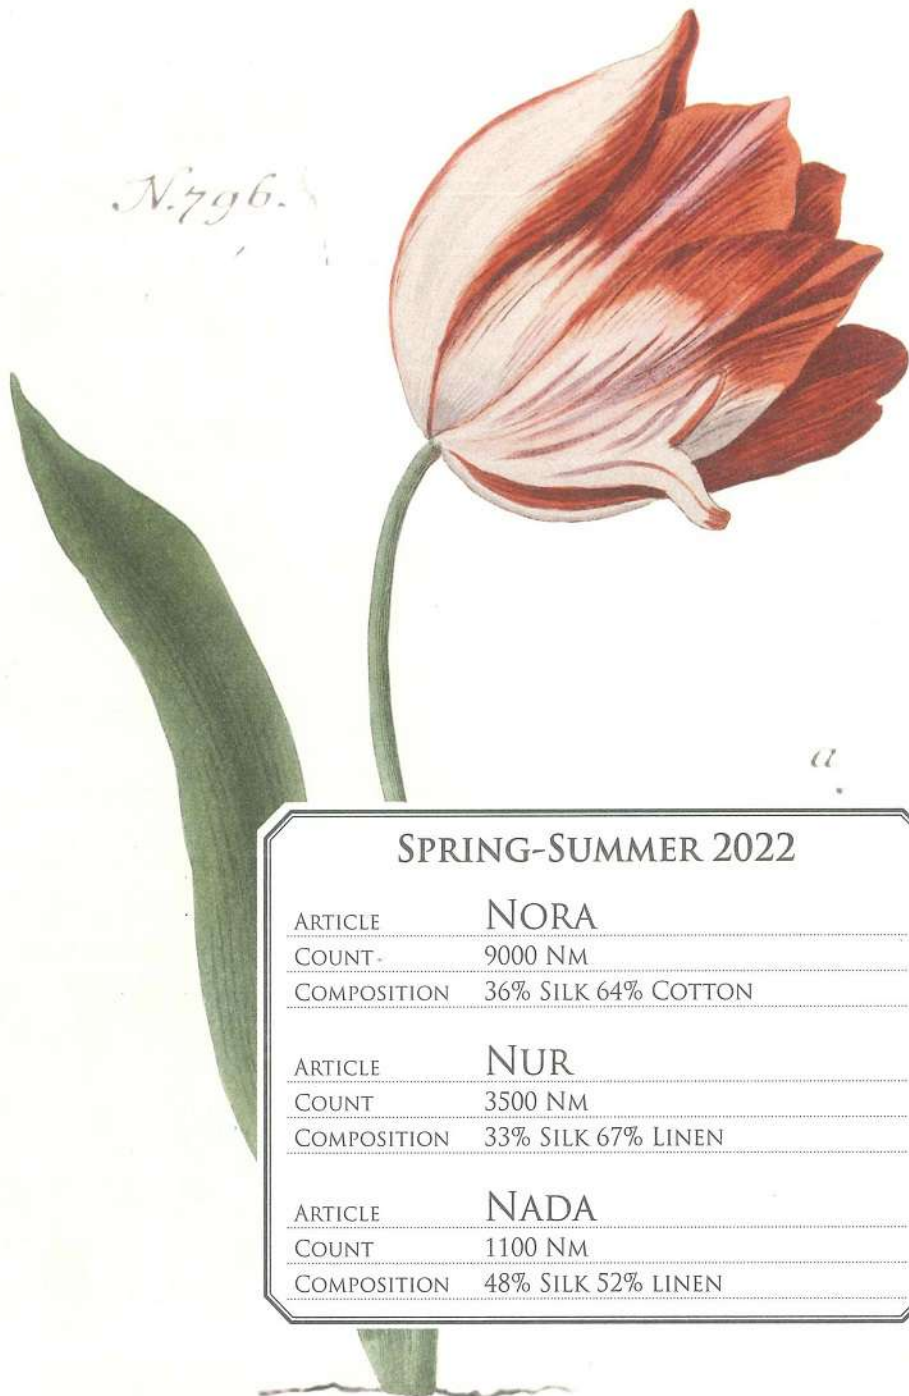 N.796.
a
SPRING-SUMMER 2022
ARTICLE NORA
COUNT 9000 NM
COMPOSITION 36% SILK 64% COTTON
ARTICLE NUR
COUNT 3500 NM
COMPOSITION 33% SILK 67% LINEN
ARTICLE NADA
COUNT 1100 NM
COMPOSITION 48% SILK 52% LINEN